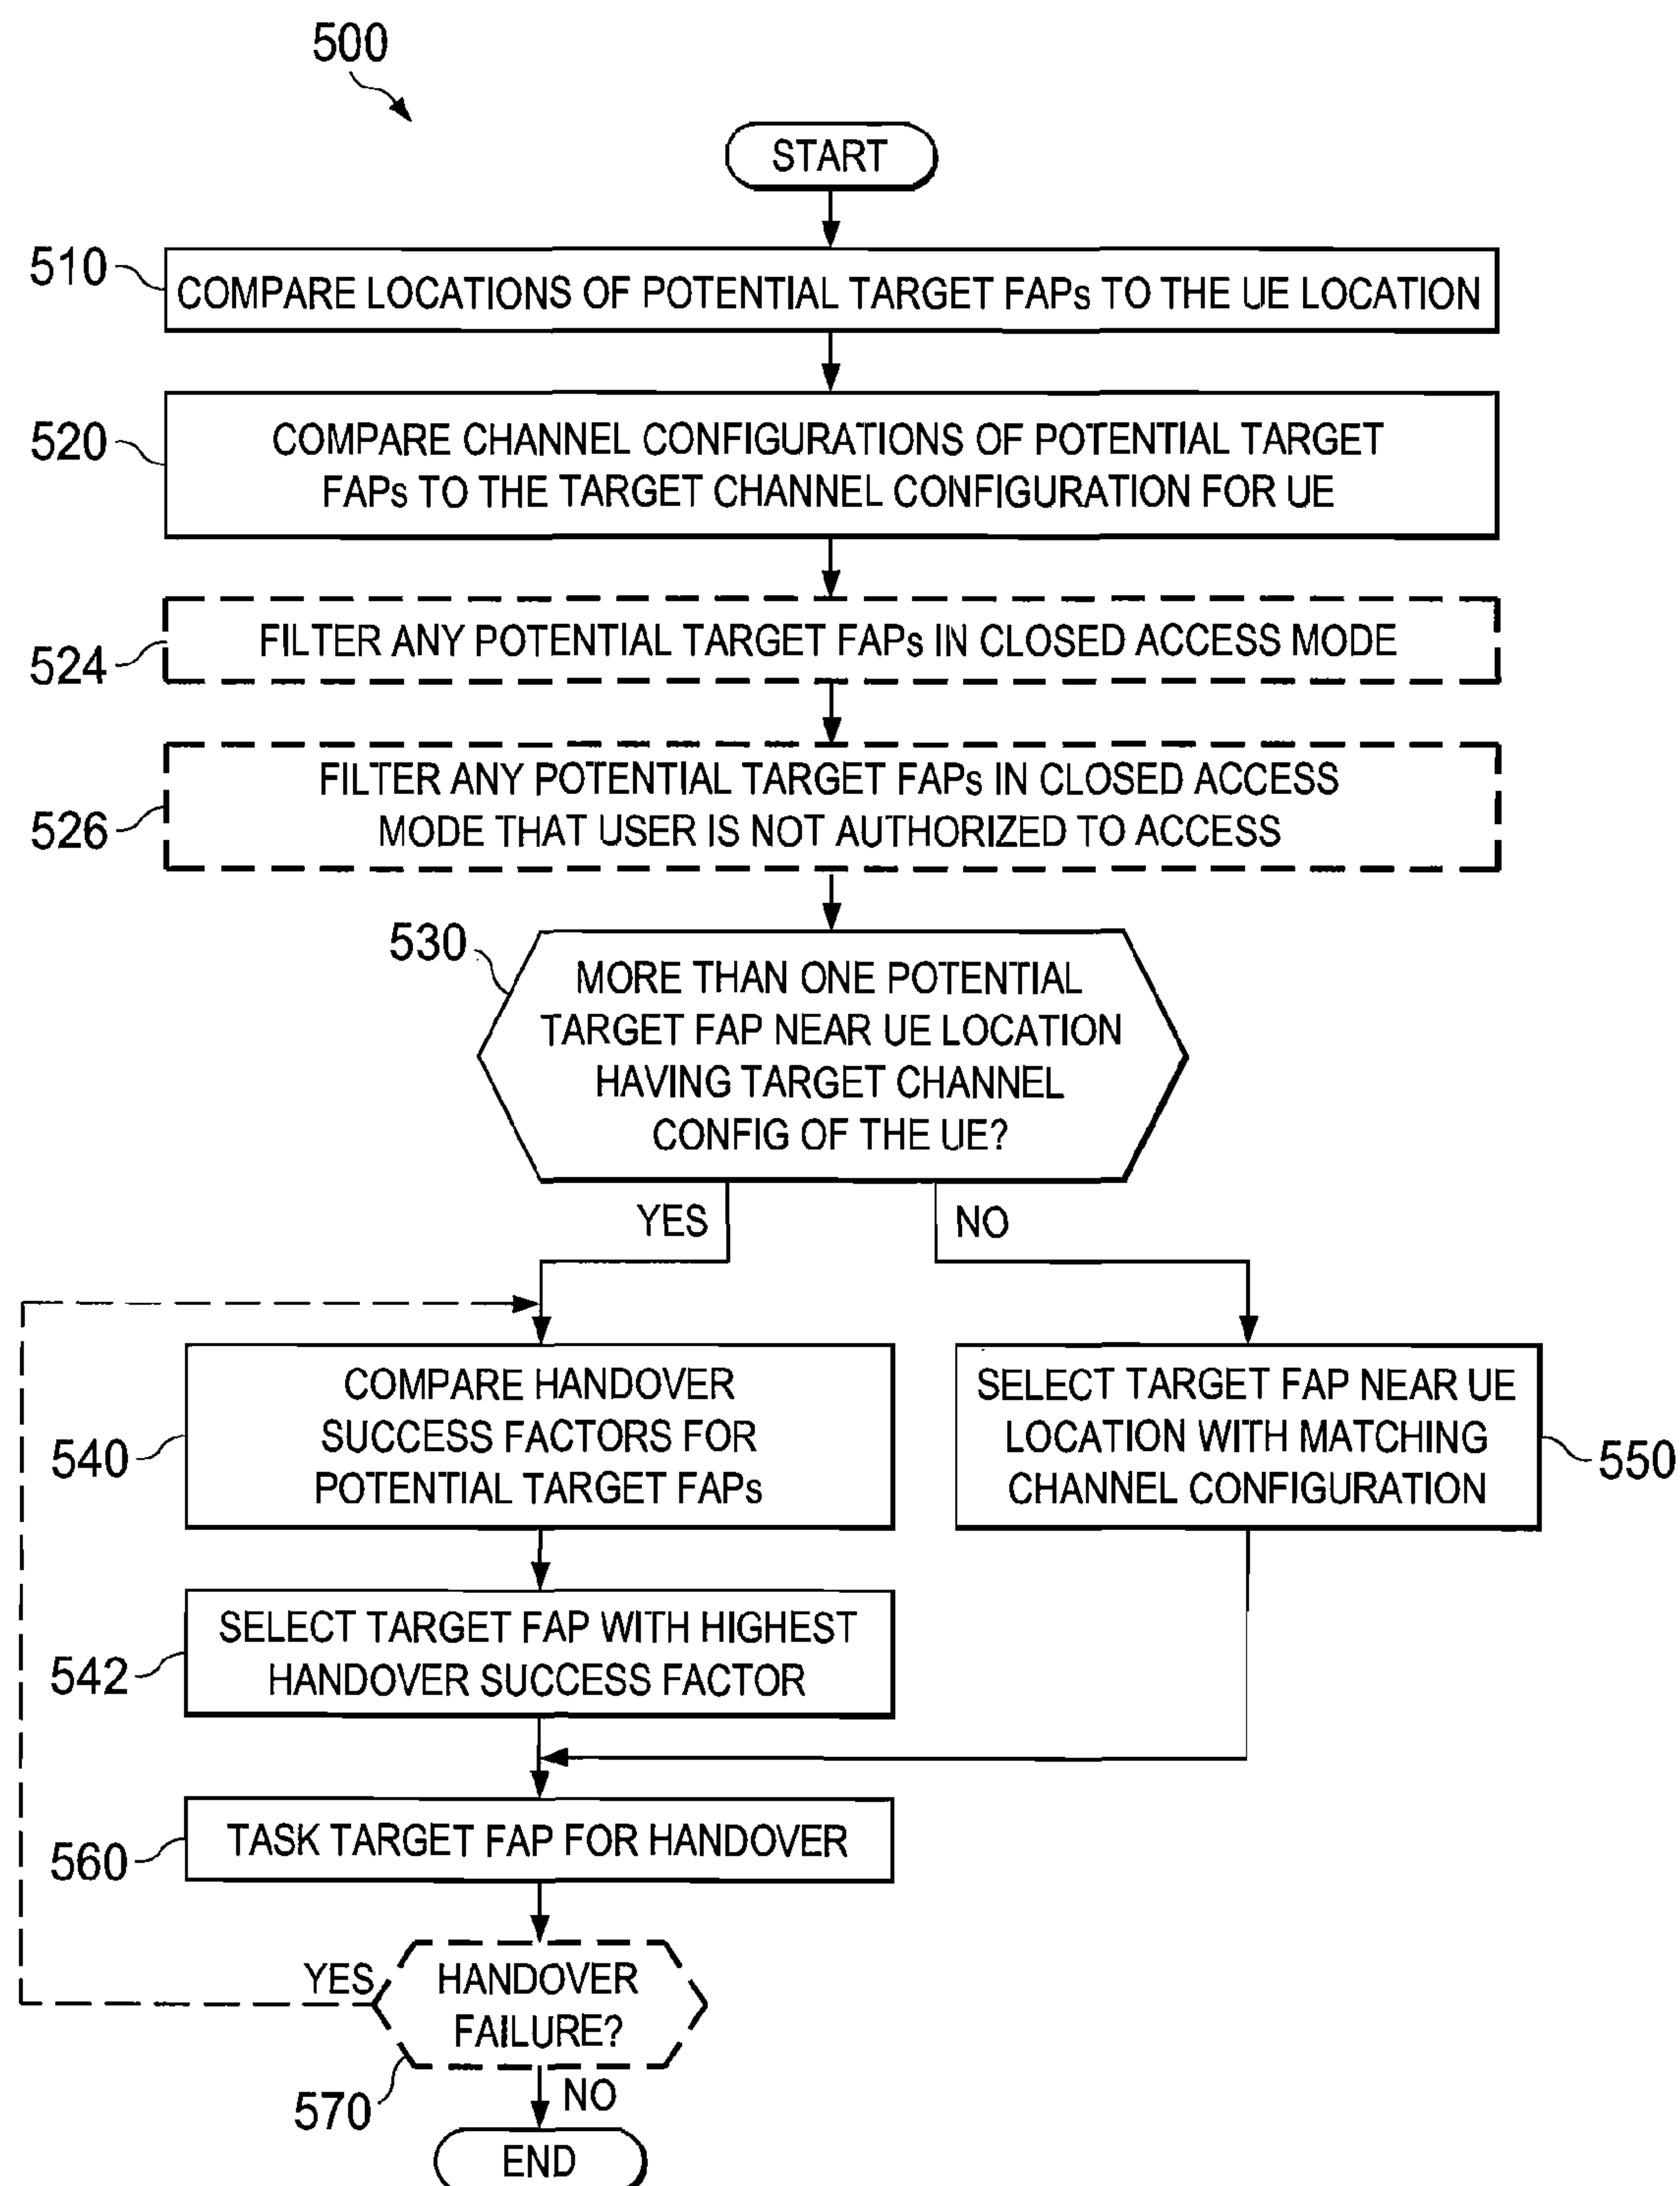 500
START
510
COMPARE LOCATIONS OF POTENTIAL TARGET FAPs TO THE UE LOCATION
520
COMPARE CHANNEL CONFIGURATIONS OF POTENTIAL TARGET
FAPs TO THE TARGET CHANNEL CONFIGURATION FOR UE
524
FILTER ANY POTENTIAL TARGET FAPs IN CLOSED ACCESS MODE
526
FILTER ANY POTENTIAL TARGET FAPs IN CLOSED ACCESS
MODE THAT USER IS NOT AUTHORIZED TO ACCESS
530
MORE THAN ONE POTENTIAL
TARGET FAP NEAR UE LOCATION
HAVING TARGET CHANNEL
CONFIG OF THE UE?
YES
NO
540
COMPARE HANDOVER
SUCCESS FACTORS FOR
POTENTIAL TARGET FAPs
SELECT TARGET FAP NEAR UE
LOCATION WITH MATCHING
CHANNEL CONFIGURATION
550
542
SELECT TARGET FAP WITH HIGHEST
HANDOVER SUCCESS FACTOR
560
TASK TARGET FAP FOR HANDOVER
YES
HANDOVER
FAILURE?
570
NO
END